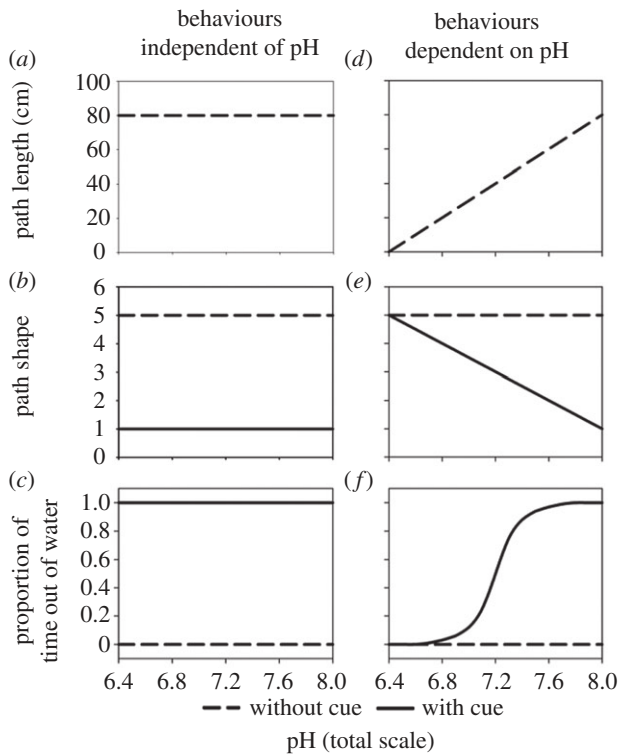 behaviours
independent of pH
behaviours
dependent on pH
(a)
path length (cm)
100
80
60
40
20
0
(d)
(b)
path shape
6
5
4
3
2
1
0
(e)
(c)
proportion of
time out of water
1.0
0.8
0.6
0.4
0.2
0
(f)
6.4 6.8 7.2 7.6 8.0
6.4 6.8 7.2 7.6 8.0
without cue with cue
pH (total scale)